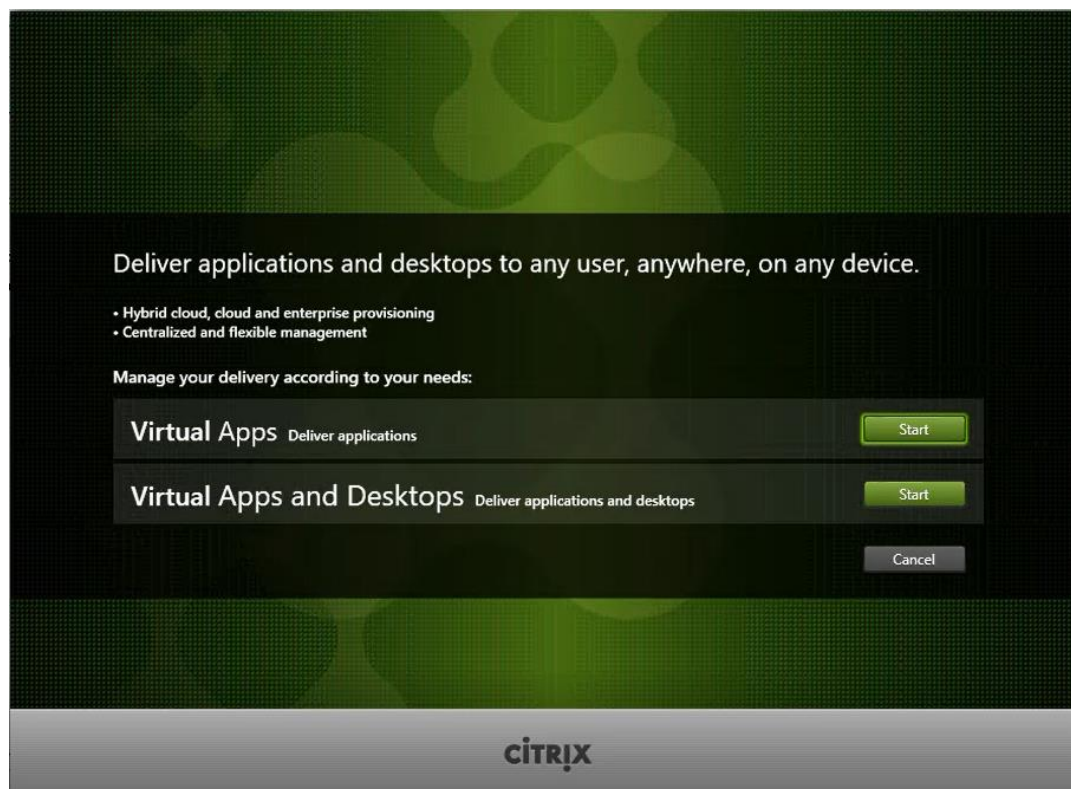 Deliver applications and desktops to any user, anywhere, on any device.
• Hybrid cloud, cloud and enterprise provisioning
• Centralized and flexible management
Manage your delivery according to your needs:
Virtual Apps Deliver applications
Start
Virtual Apps and Desktops Deliver applications and desktops
Start
Cancel
CİTRỊX